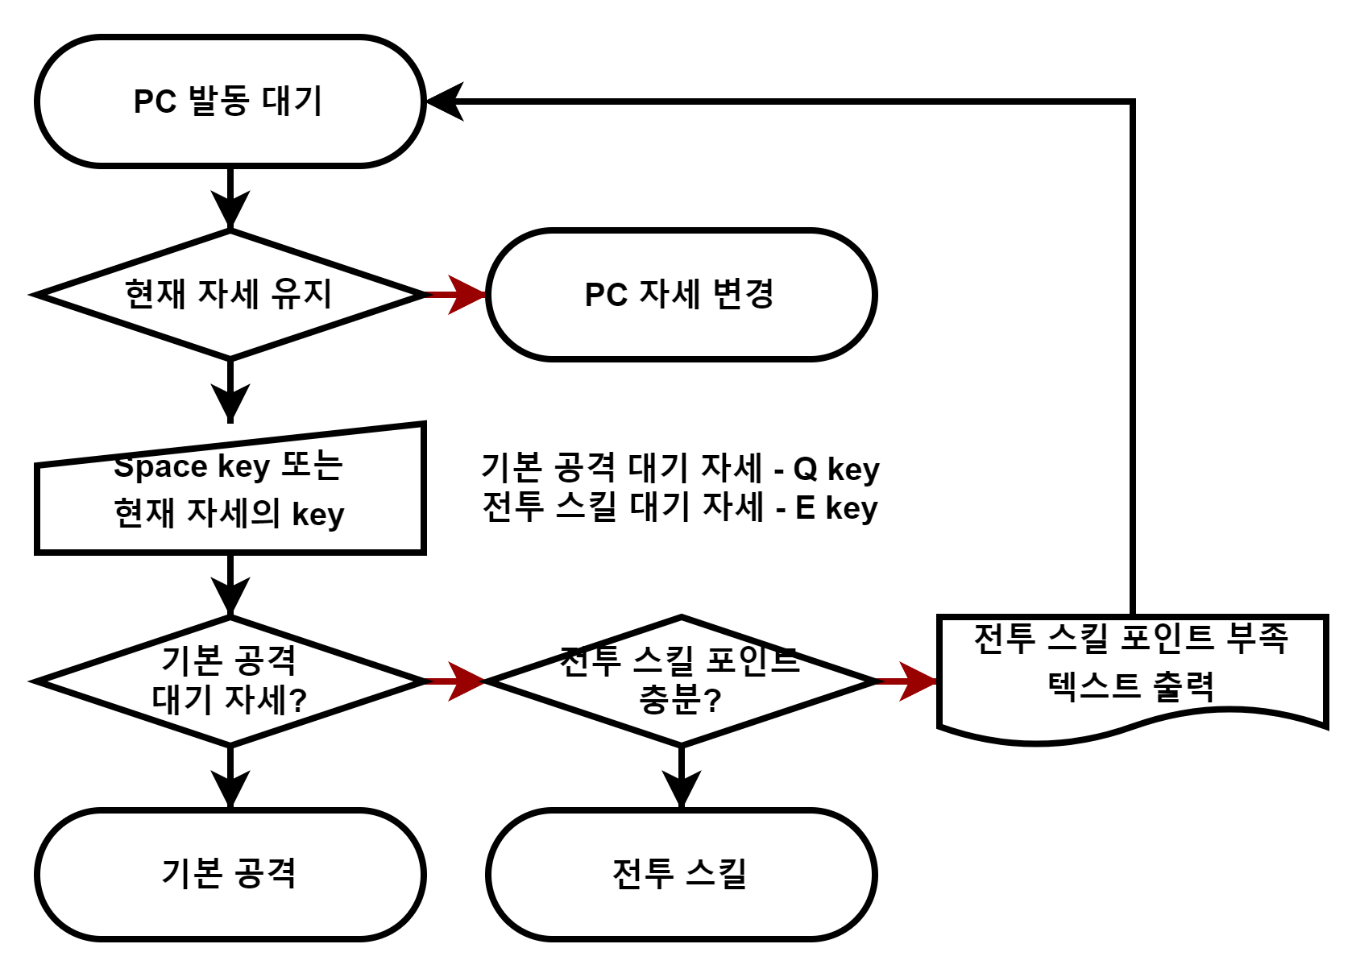 PC 발동 대기
현재 자세 유지
PC 자세 변경
Space key 또는
현재 자세의 key
기본 공격 대기 자세 - Q key
전투 스킬 대기 자세 - E key
기본 공격
대기 자세?
전투 스킬 포인트
충분?
전투 스킬 포인트 부족
텍스트 출력
기본 공격
전투 스킬